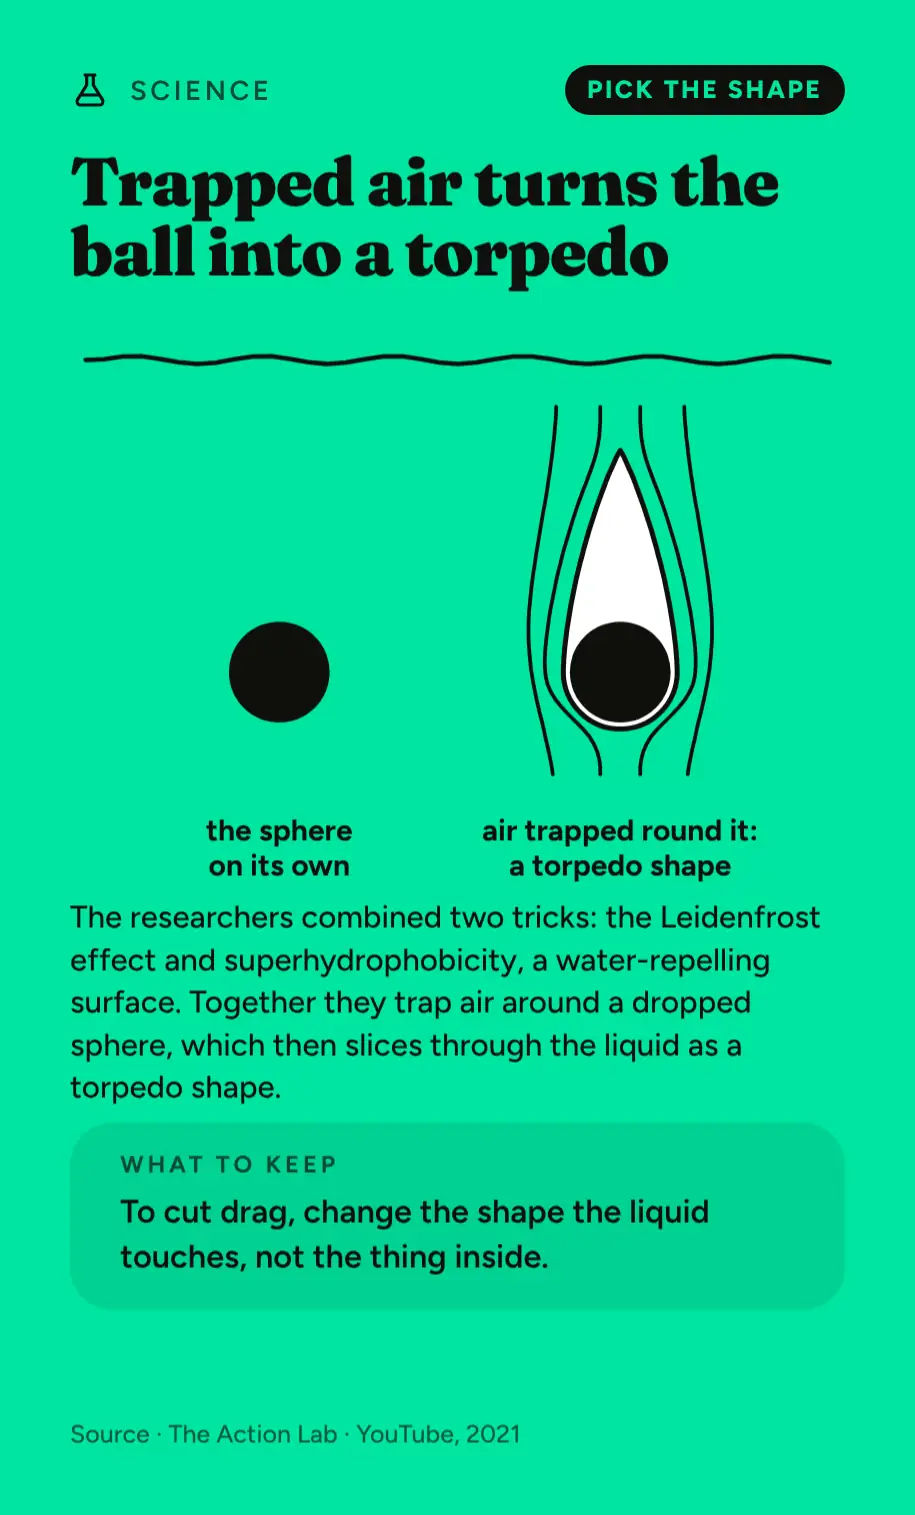 SCIENCE
PICK THE SHAPE
Trapped air turns the
ball into a torpedo
the sphere
on its own
air trapped round it:
a torpedo shape
The researchers combined two tricks: the Leidenfrost
effect and superhydrophobicity, a water-repelling
surface. Together they trap air around a dropped
sphere, which then slices through the liquid as a
torpedo shape.
WHAT TO KEEP
To cut drag, change the shape the liquid
touches, not the thing inside.
Source · The Action Lab · YouTube, 2021